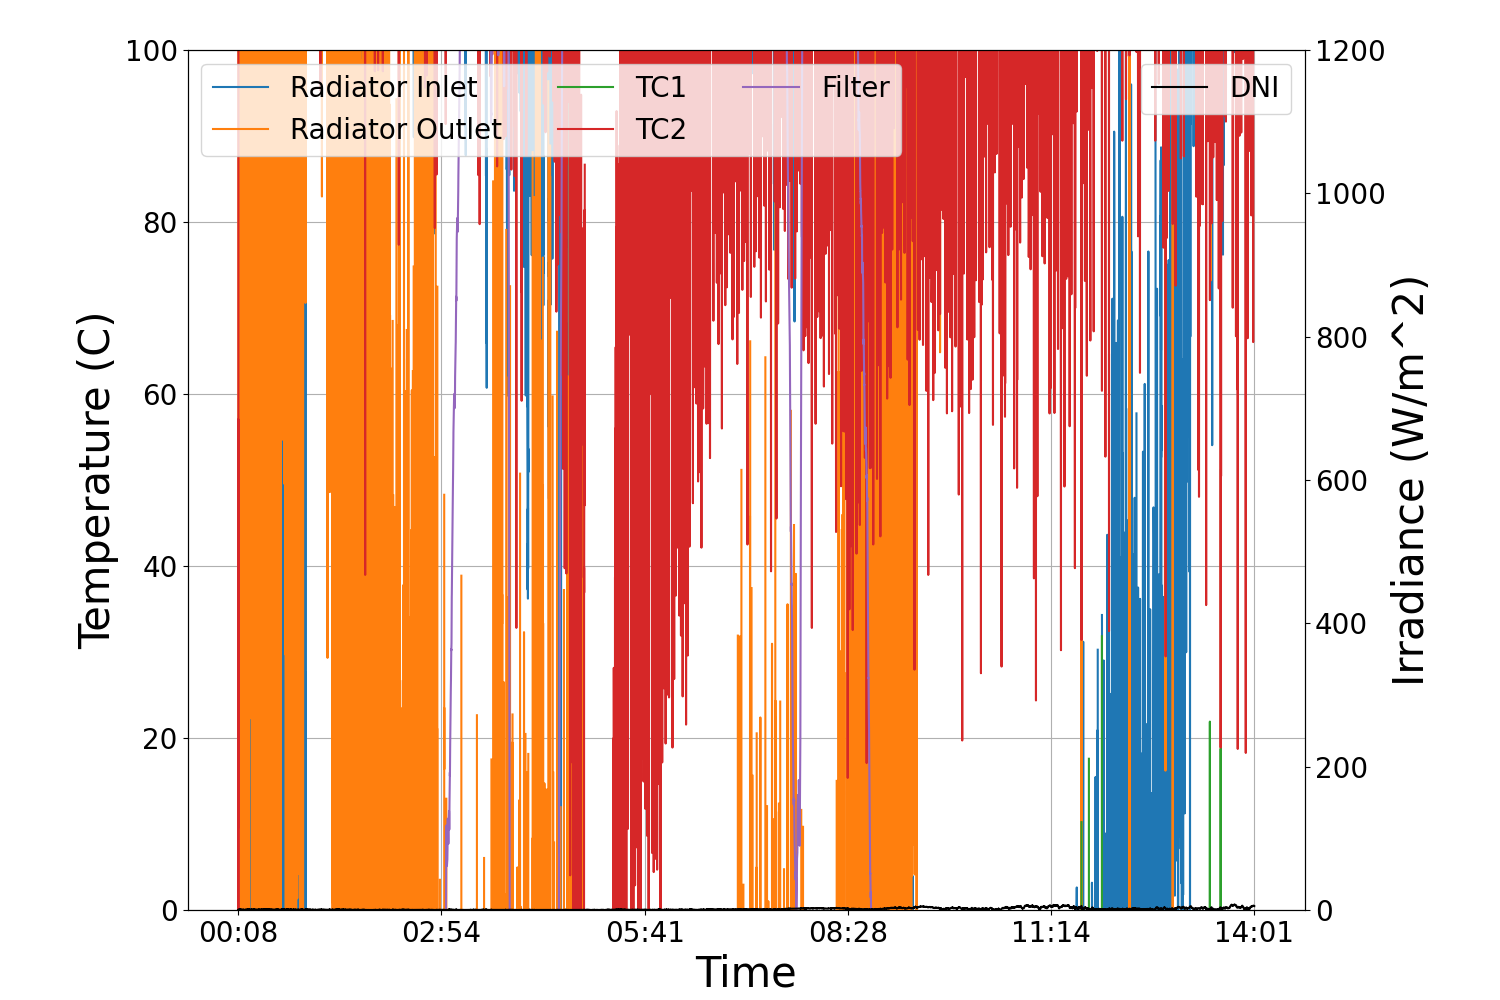 100
80
60
40
20
0
Temperature (C)
Radiator Inlet
Radiator Outlet
TC1
TC2
Filter
DNI
1200
1000
800
600
400
200
0
Irradiance (W/m^2)
00:08
02:54
05:41
08:28
11:14
14:01
Time